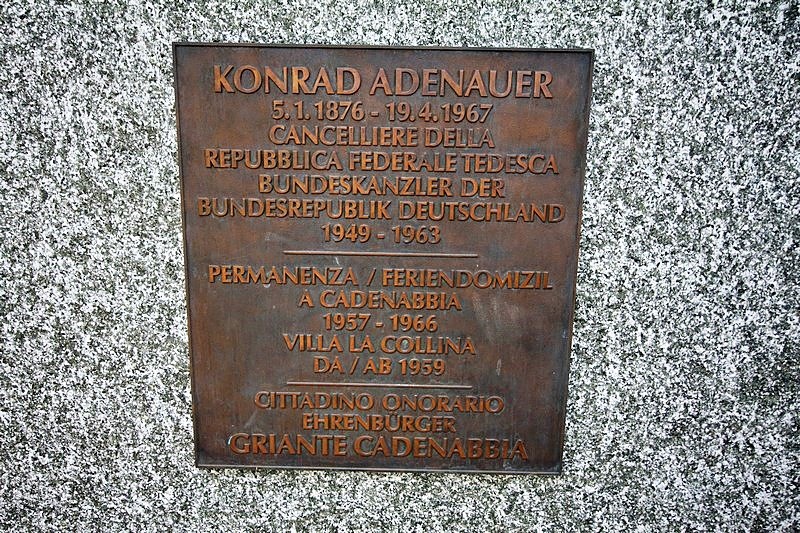 KONRAD ADENAUER
5.1.1876 - 19.4.1967
CANCELLIERE DELLA
REPUBBLICA FEDERALE TEDESCA
BUNDESKANZLER DER
BUNDESREPUBLIK DEUTSCHLAND
1949 - 1963
PERMANENZA / FERIENDOMIZIL
A CADENABBIA
1957 - 1966
VILLA LA COLLINA
DA / AB 1959
CITTADINO ONORARIO
EHRENBÜRGER
GRIANTE CADENABBIA